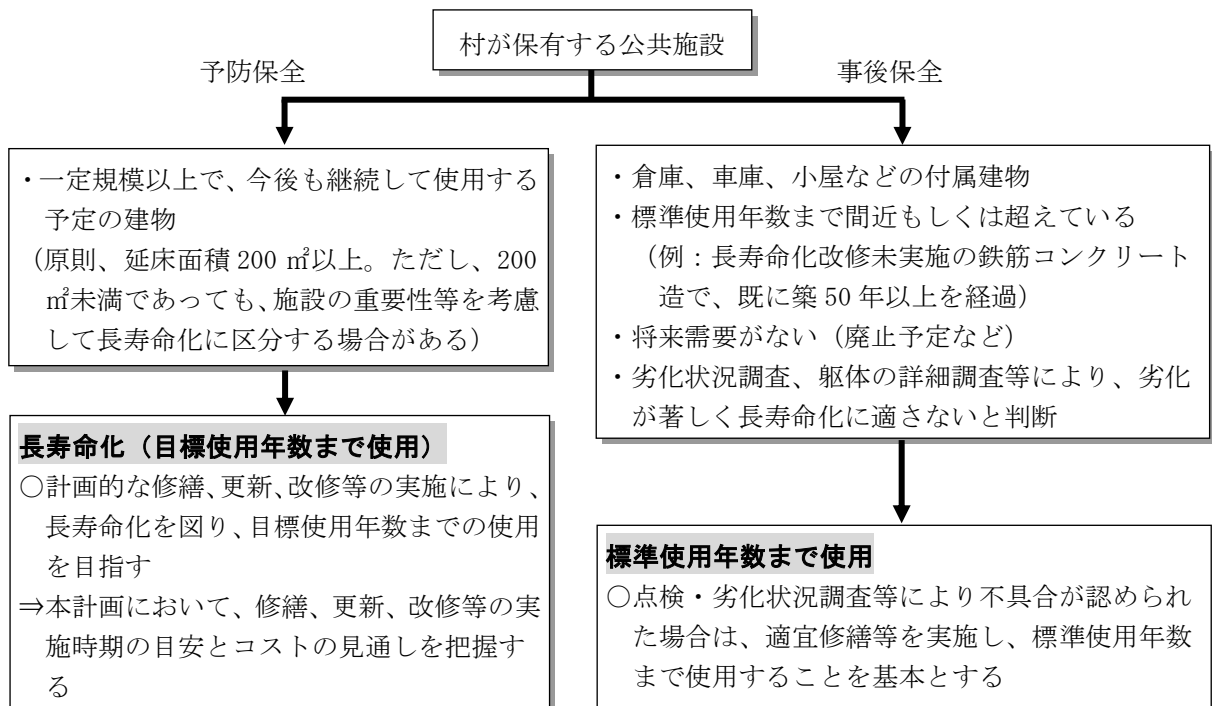 村が保有する公共施設
予防保全
事後保全
・一定規模以上で、今後も継続して使用する
予定の建物
(原則、延床面積 200 ㎡以上。ただし、200
㎡未満であっても、施設の重要性等を考慮
して長寿命化に区分する場合がある)
・倉庫、車庫、小屋などの付属建物
・標準使用年数まで間近もしくは超えている
(例：長寿命化改修未実施の鉄筋コンクリート
造で、既に築 50 年以上を経過)
・将来需要がない（廃止予定など）
・劣化状況調査、躯体の詳細調査等により、劣化
が著しく長寿命化に適さないと判断
長寿命化（目標使用年数まで使用）
○計画的な修繕、更新、改修等の実施により、
長寿命化を図り、目標使用年数までの使用
を目指す
⇒本計画において、修繕、更新、改修等の実
施時期の目安とコストの見通しを把握す
る
標準使用年数まで使用
○点検・劣化状況調査等により不具合が認められ
た場合は、適宜修繕等を実施し、標準使用年数
まで使用することを基本とする